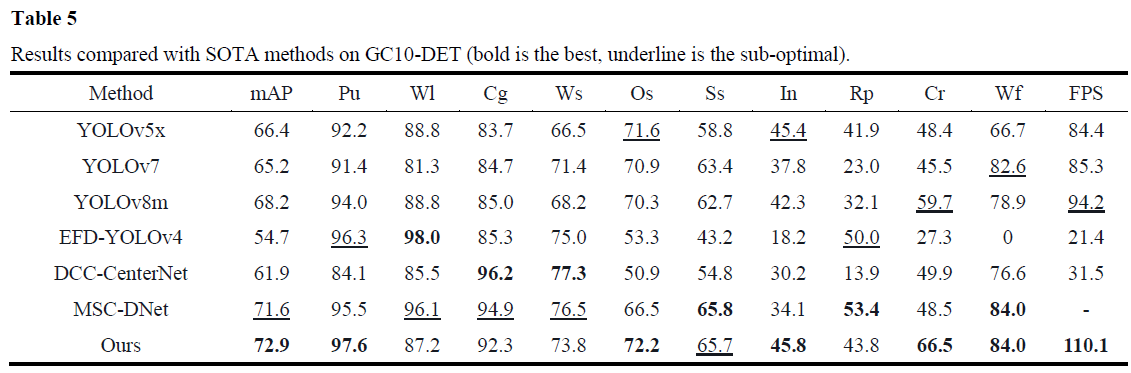 Table 5
Results compared with SOTA methods on GC10-DET (bold is the best, underline is the sub-optimal).
Method mAP Pu Wl Cg Ws Os Ss In Rp Cr Wf FPS
YOLOv5x 66.4 92.2 88.8 83.7 66.5 71.6 58.8 45.4 41.9 48.4 66.7 84.4
YOLOv7 65.2 91.4 81.3 84.7 71.4 70.9 63.4 37.8 23.0 45.5 82.6 85.3
YOLOv8m 68.2 94.0 88.8 85.0 68.2 70.3 62.7 42.3 32.1 59.7 78.9 94.2
EFD-YOLOv4 54.7 96.3 98.0 85.3 75.0 53.3 43.2 18.2 50.0 27.3 0 21.4
DCC-CenterNet 61.9 84.1 85.5 96.2 77.3 50.9 54.8 30.2 13.9 49.9 76.6 31.5
MSC-DNet 71.6 95.5 96.1 94.9 76.5 66.5 65.8 34.1 53.4 48.5 84.0 -
Ours 72.9 97.6 87.2 92.3 73.8 72.2 65.7 45.8 43.8 66.5 84.0 110.1